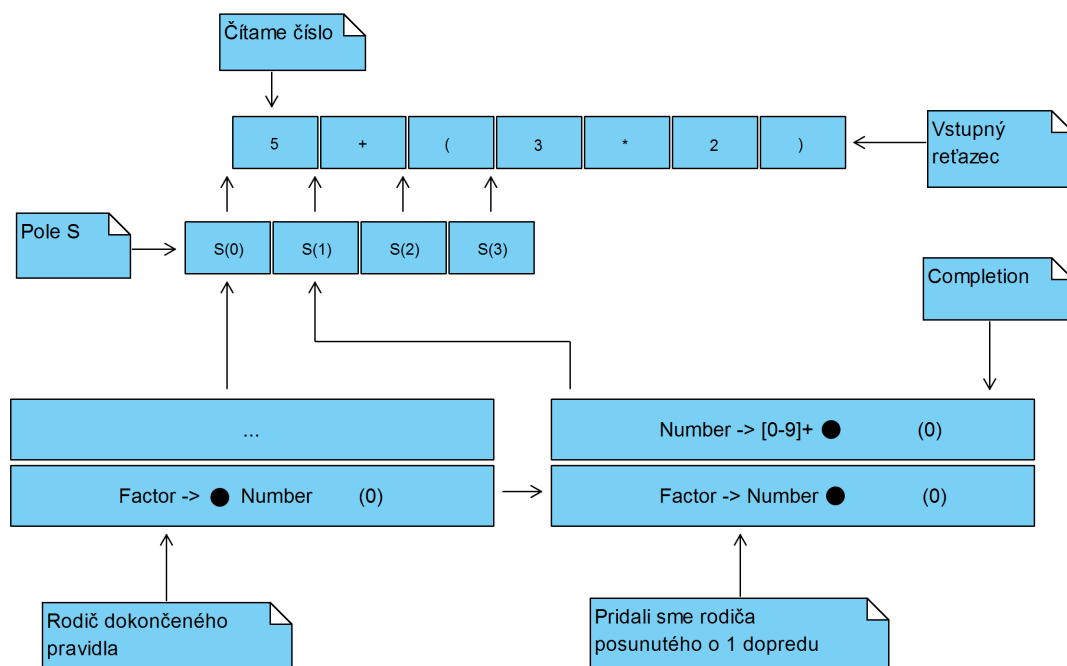 Čítame číslo
5 + ( 3 * 2 )
Vstupný
reťazec
Pole S
S(0) S(1) S(2) S(3)
Completion
...
Factor -> ● Number (0)
Number -> [0-9]+ ● (0)
Factor -> Number ● (0)
Rodič dokončeného
pravidla
Pridali sme rodiča
posunutého o 1 dopredu